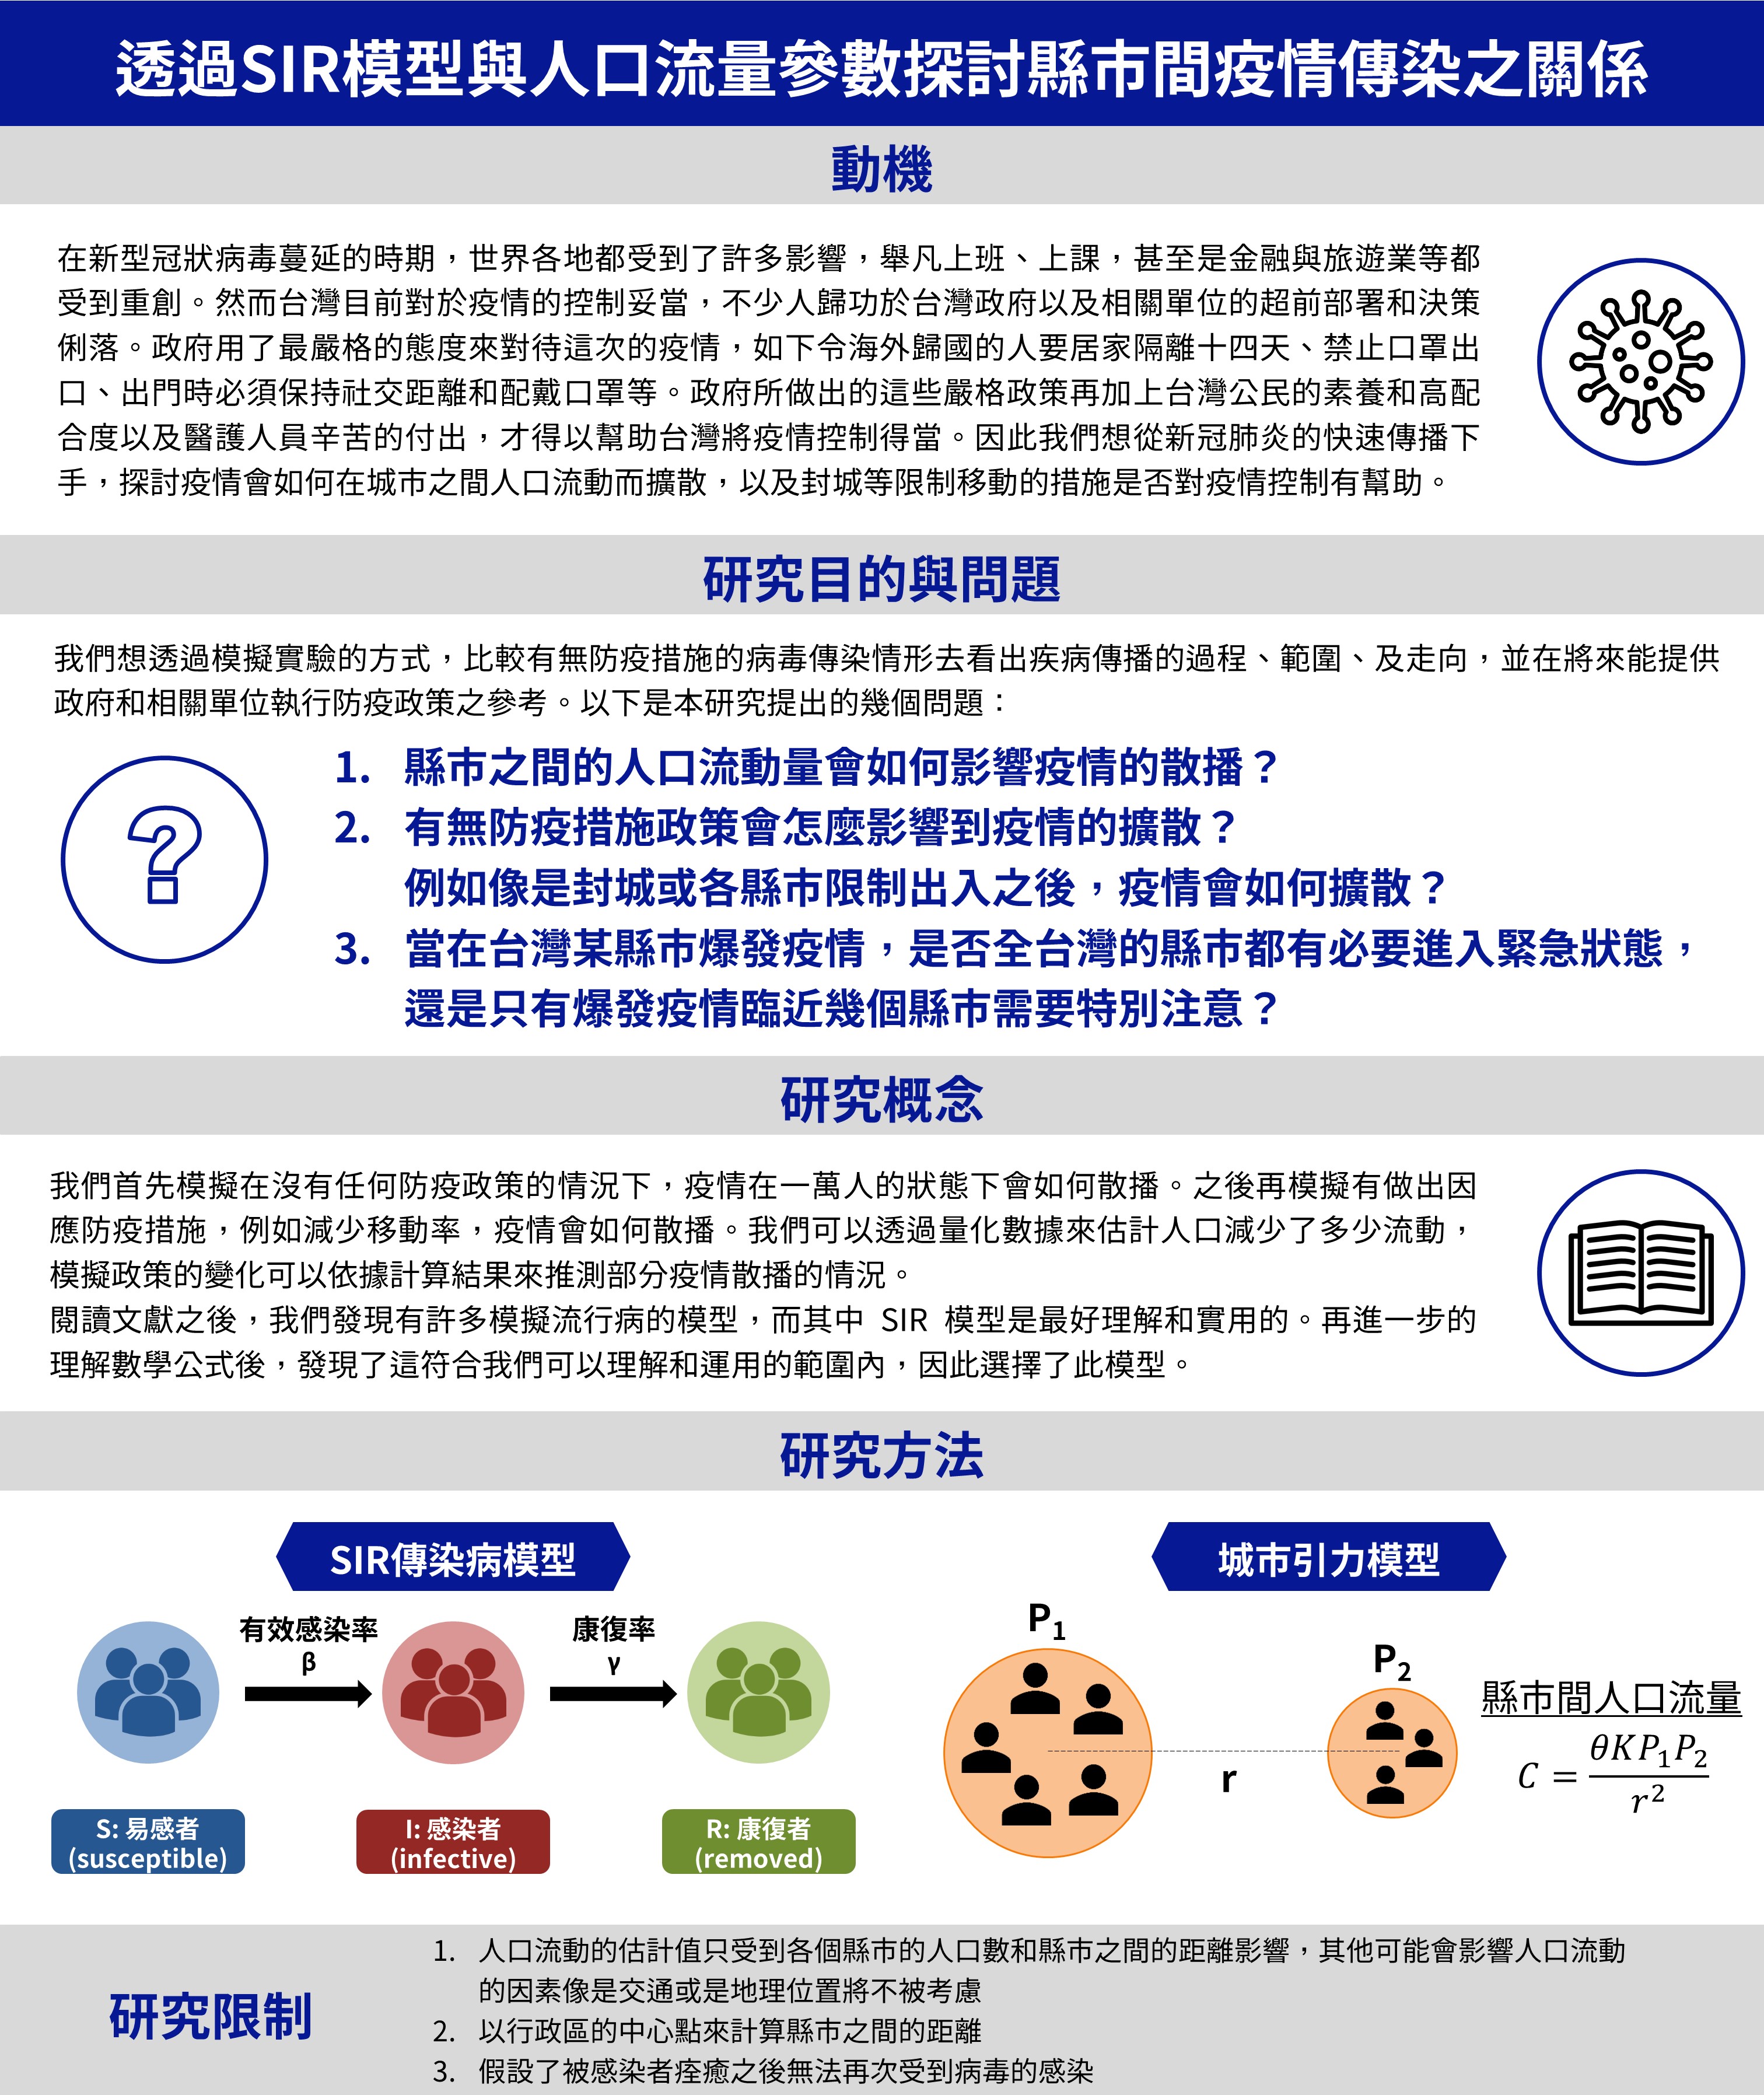 透過SIR模型與人口流量參數探討縣市間疫情傳染之關係
動機
在新型冠狀病毒蔓延的時期，世界各地都受到了許多影響，舉凡上班、上課，甚至是金融與旅遊業等都
受到重創。然而台灣目前對於疫情的控制妥當，不少人歸功於台灣政府以及相關單位的超前部署和決策
俐落。政府用了最嚴格的態度來對待這次的疫情，如下令海外歸國的人要居家隔離十四天、禁止口罩出
口、出門時必須保持社交距離和配戴口罩等。政府所做出的這些嚴格政策再加上台灣公民的素養和高配
合度以及醫護人員辛苦的付出，才得以幫助台灣將疫情控制得當。因此我們想從新冠肺炎的快速傳播下
手，探討疫情會如何在城市之間人口流動而擴散，以及封城等限制移動的措施是否對疫情控制有幫助。
研究目的與問題
我們想透過模擬實驗的方式，比較有無防疫措施的病毒傳染情形去看出疾病傳播的過程、範圍、及走向，並在將來能提供
政府和相關單位執行防疫政策之參考。以下是本研究提出的幾個問題：
1. 縣市之間的人口流動量會如何影響疫情的散播？
2. 有無防疫措施政策會怎麼影響到疫情的擴散？
例如像是封城或各縣市限制出入之後，疫情會如何擴散？
3. 當在台灣某縣市爆發疫情，是否全台灣的縣市都有必要進入緊急狀態，
還是只有爆發疫情臨近幾個縣市需要特別注意？
研究概念
我們首先模擬在沒有任何防疫政策的情況下，疫情在一萬人的狀態下會如何散播。之後再模擬有做出因
應防疫措施，例如減少移動率，疫情會如何散播。我們可以透過量化數據來估計人口減少了多少流動，
模擬政策的變化可以依據計算結果來推測部分疫情散播的情況。
閱讀文獻之後，我們發現有許多模擬流行病的模型，而其中 SIR 模型是最好理解和實用的。再進一步的
理解數學公式後，發現了這符合我們可以理解和運用的範圍內，因此選擇了此模型。
研究方法
SIR傳染病模型
有效感染率
β
康復率
γ
S: 易感者
(susceptible)
I: 感染者
(infective)
R: 康復者
(removed)
城市引力模型
P₁
P₂
r
縣市間人口流量
C = θKP₁P₂ / r²
研究限制
1. 人口流動的估計值只受到各個縣市的人口數和縣市之間的距離影響，其他可能會影響人口流動
的因素像是交通或是地理位置將不被考慮
2. 以行政區的中心點來計算縣市之間的距離
3. 假設了被感染者痊癒之後無法再次受到病毒的感染